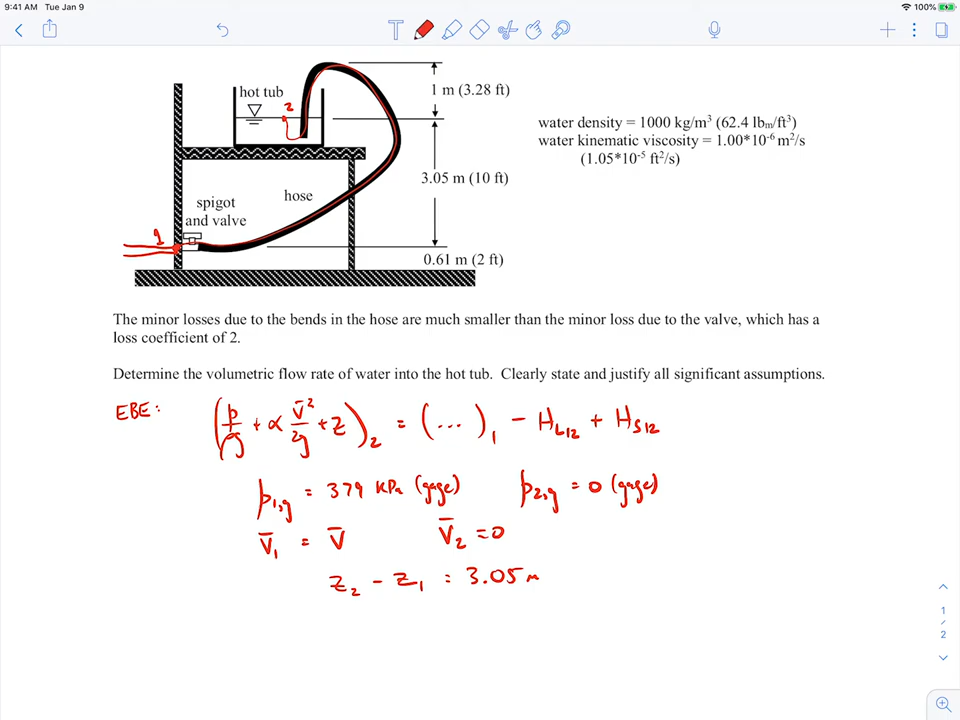 9:41 AM Tue Jan 9
100%
hot tub
2
1 m (3.28 ft)
water density = 1000 kg/m³ (62.4 lbₘ/ft³)
water kinematic viscosity = 1.00*10⁻⁶ m²/s
(1.05*10⁻⁵ ft²/s)
3.05 m (10 ft)
spigot
and valve
hose
1
0.61 m (2 ft)
The minor losses due to the bends in the hose are much smaller than the minor loss due to the valve, which has a
loss coefficient of 2.
Determine the volumetric flow rate of water into the hot tub. Clearly state and justify all significant assumptions.
EBE: (p/ρg + α V̄²/2g + z)₂ = (...)₁ - H_L12 + H_S12
p₁,g = 379 kPa (gage) p₂,g = 0 (gage)
V̄₁ = V̄ V̄₂ = 0
z₂ - z₁ = 3.05 m
1
/
2